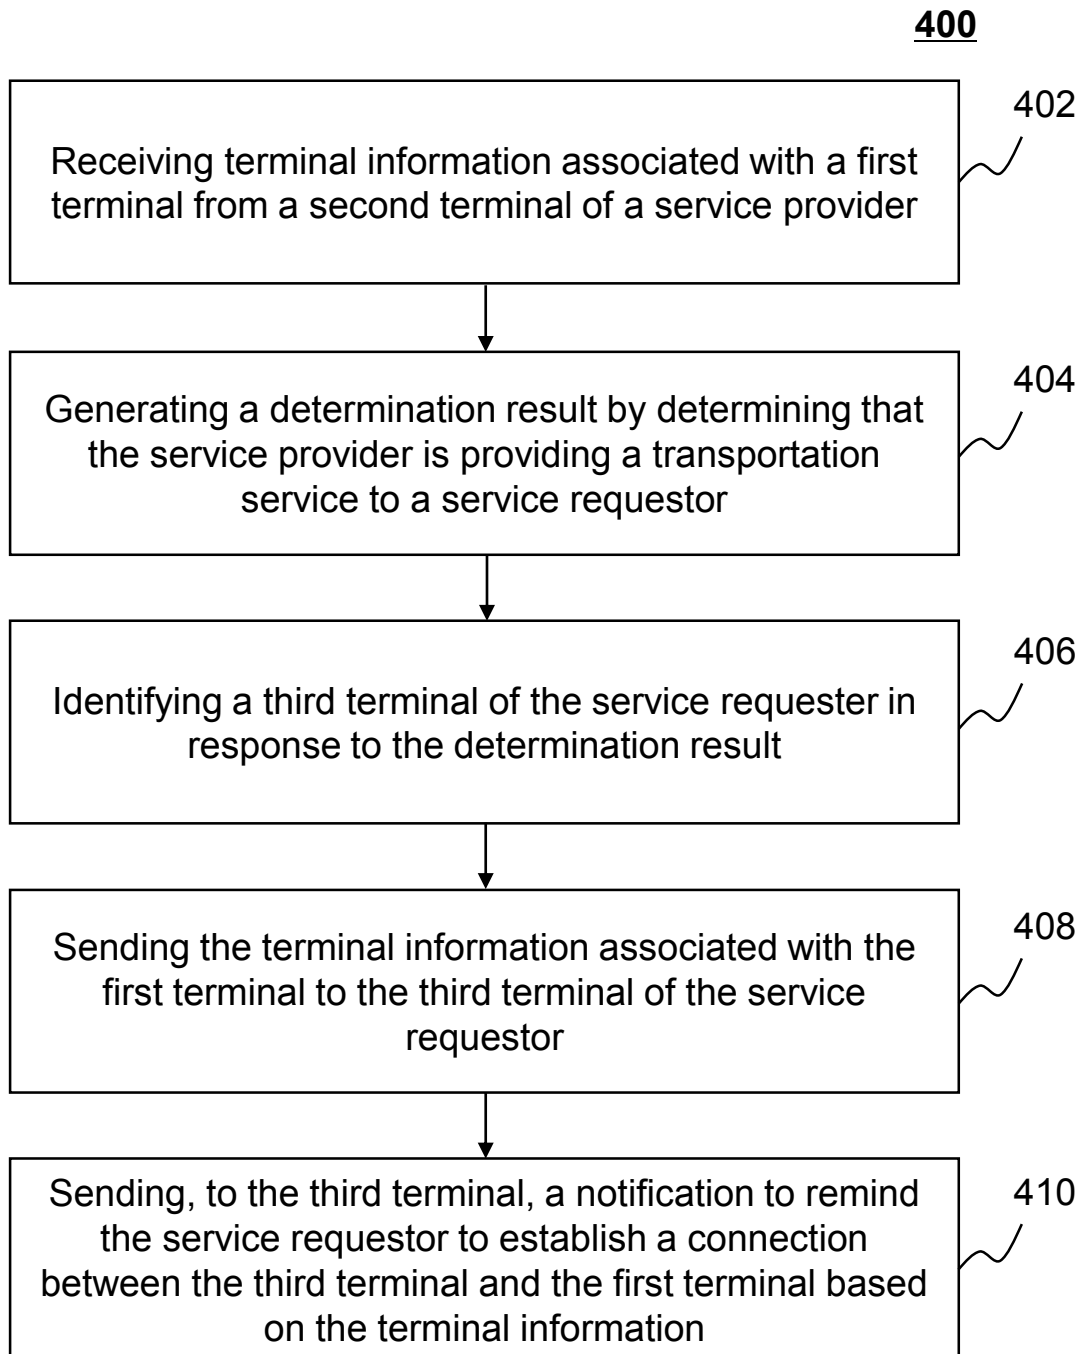 400
402
Receiving terminal information associated with a first
terminal from a second terminal of a service provider
404
Generating a determination result by determining that
the service provider is providing a transportation
service to a service requestor
406
Identifying a third terminal of the service requester in
response to the determination result
408
Sending the terminal information associated with the
first terminal to the third terminal of the service
requestor
410
Sending, to the third terminal, a notification to remind
the service requestor to establish a connection
between the third terminal and the first terminal based
on the terminal information